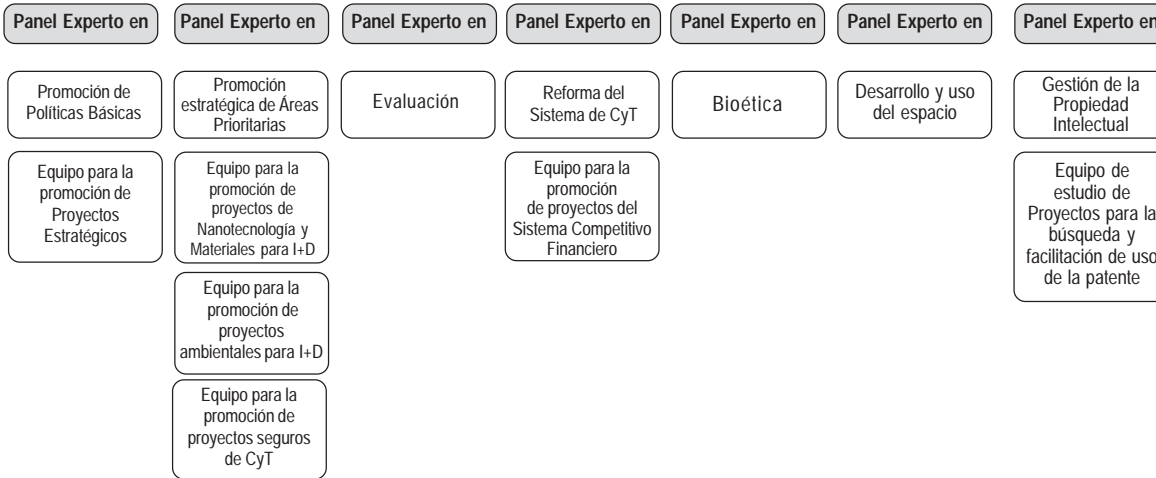 Panel Experto en
Panel Experto en
Panel Experto en
Panel Experto en
Panel Experto en
Panel Experto en
Panel Experto en
Promoción de
Políticas Básicas
Promoción
estratégica de Áreas
Prioritarias
Evaluación
Reforma del
Sistema de CyT
Bioética
Desarrollo y uso
del espacio
Gestión de la
Propiedad
Intelectual
Equipo para la
promoción de
Proyectos
Estratégicos
Equipo para la
promoción de
proyectos de
Nanotecnología y
Materiales para I+D
Equipo para la
promoción
de proyectos del
Sistema Competitivo
Financiero
Equipo de
estudio de
Proyectos para la
búsqueda y
facilitación de uso
de la patente
Equipo para la
promoción de
proyectos
ambientales para I+D
Equipo para la
promoción de
proyectos seguros
de CyT